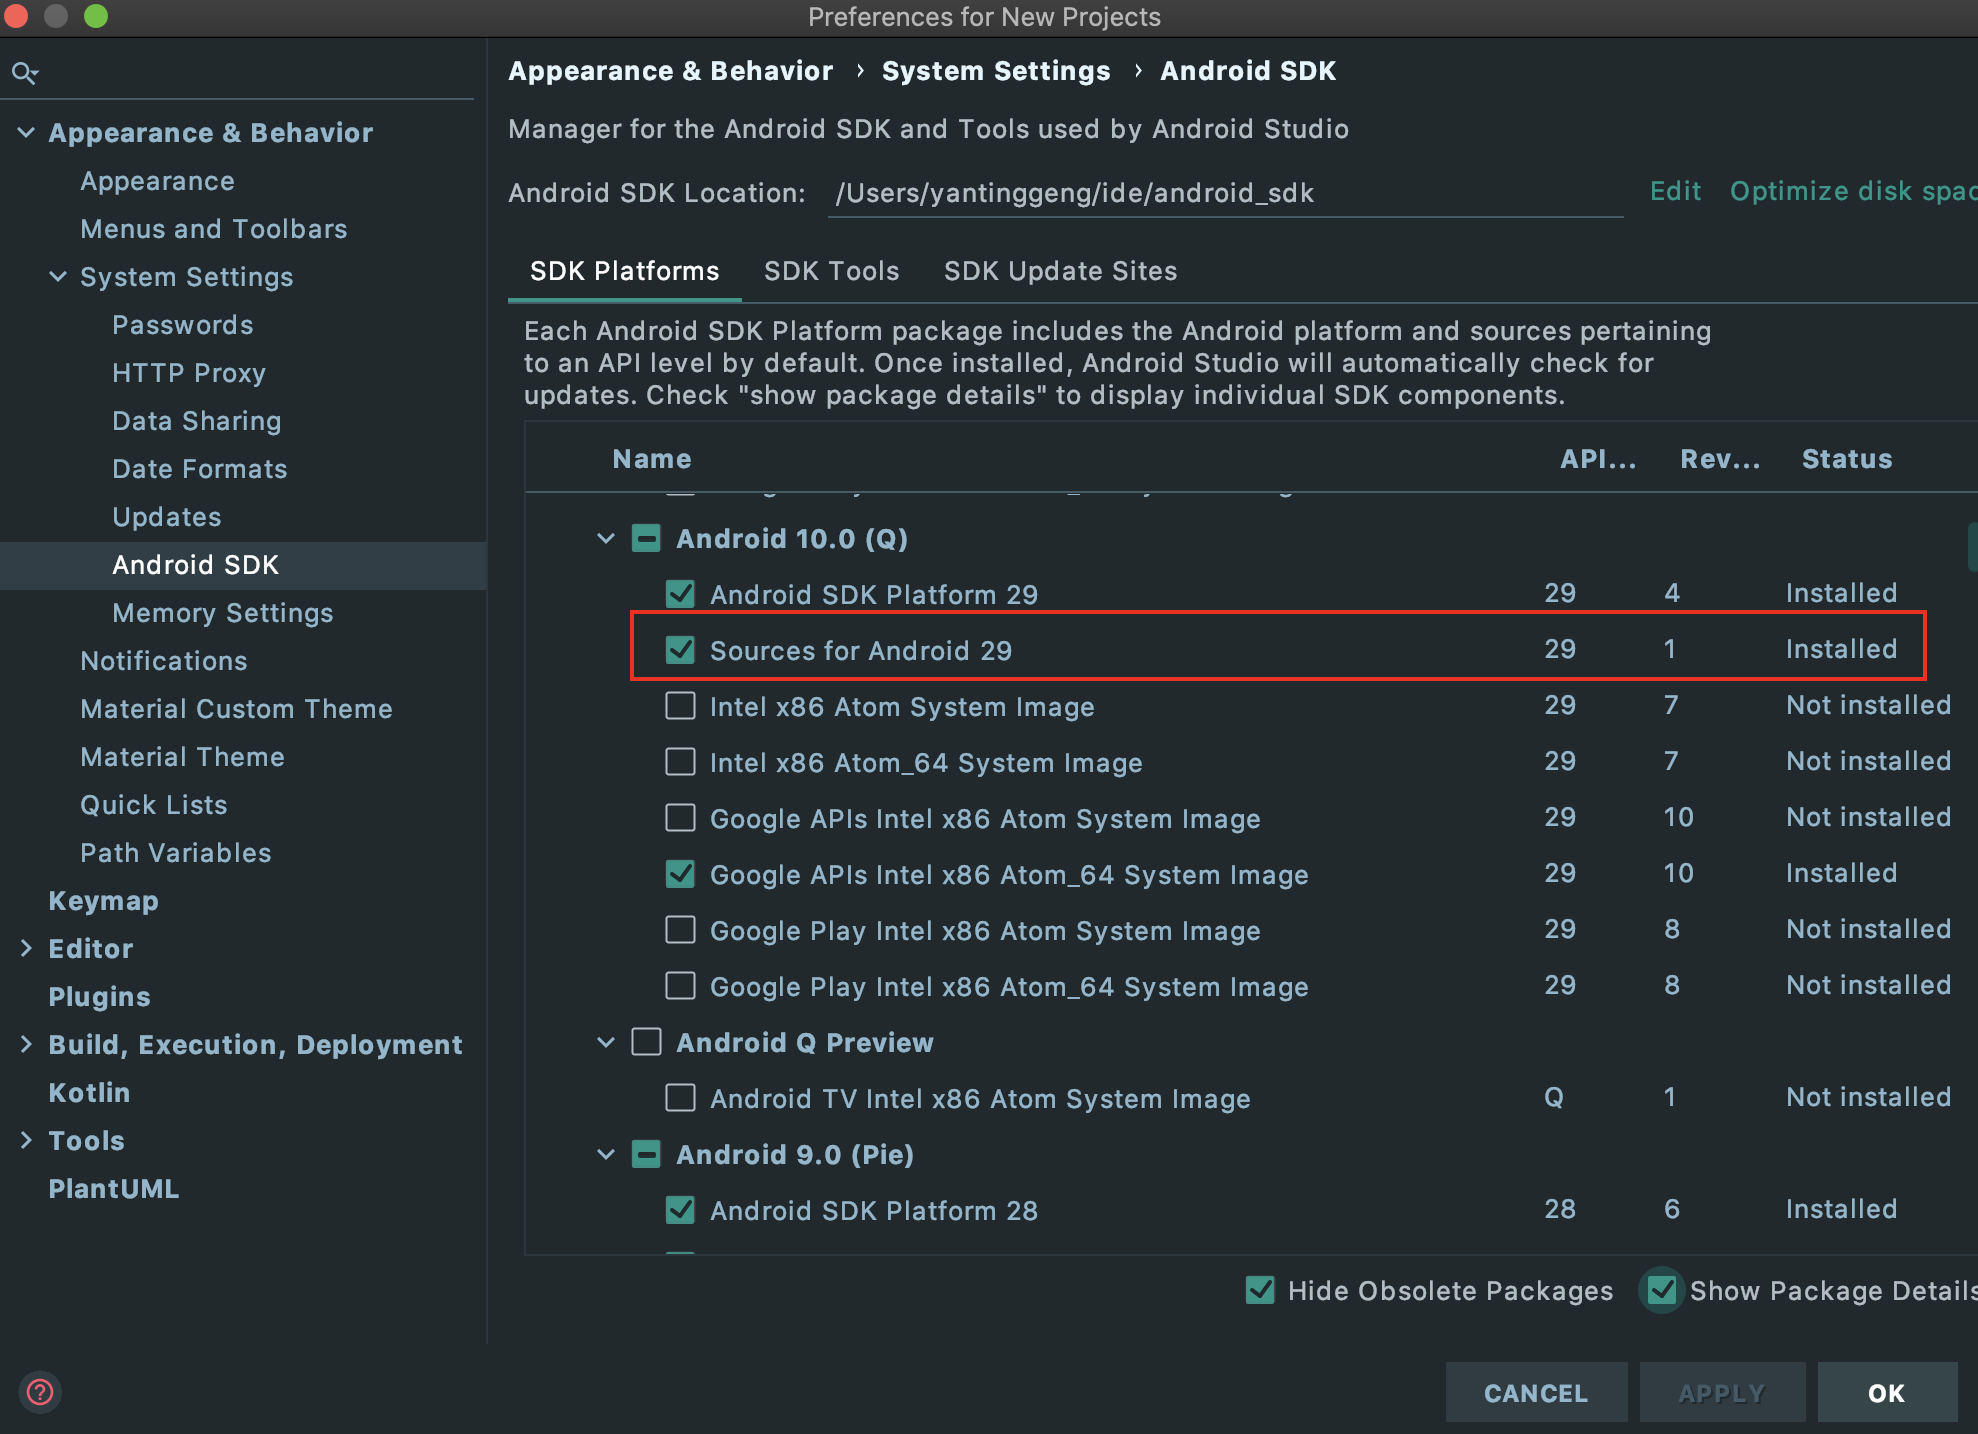 Preferences for New Projects
Appearance & Behavior
Appearance
Menus and Toolbars
System Settings
Passwords
HTTP Proxy
Data Sharing
Date Formats
Updates
Android SDK
Memory Settings
Notifications
Material Custom Theme
Material Theme
Quick Lists
Path Variables
Keymap
Editor
Plugins
Build, Execution, Deployment
Kotlin
Tools
PlantUML
Appearance & Behavior › System Settings › Android SDK
Manager for the Android SDK and Tools used by Android Studio
Android SDK Location: /Users/yantinggeng/ide/android_sdk Edit Optimize disk spac
SDK Platforms SDK Tools SDK Update Sites
Each Android SDK Platform package includes the Android platform and sources pertaining
to an API level by default. Once installed, Android Studio will automatically check for
updates. Check "show package details" to display individual SDK components.
Name API... Rev... Status
Android 10.0 (Q)
Android SDK Platform 29 29 4 Installed
Sources for Android 29 29 1 Installed
Intel x86 Atom System Image 29 7 Not installed
Intel x86 Atom_64 System Image 29 7 Not installed
Google APIs Intel x86 Atom System Image 29 10 Not installed
Google APIs Intel x86 Atom_64 System Image 29 10 Installed
Google Play Intel x86 Atom System Image 29 8 Not installed
Google Play Intel x86 Atom_64 System Image 29 8 Not installed
Android Q Preview
Android TV Intel x86 Atom System Image Q 1 Not installed
Android 9.0 (Pie)
Android SDK Platform 28 28 6 Installed
Hide Obsolete Packages Show Package Details
? CANCEL APPLY OK